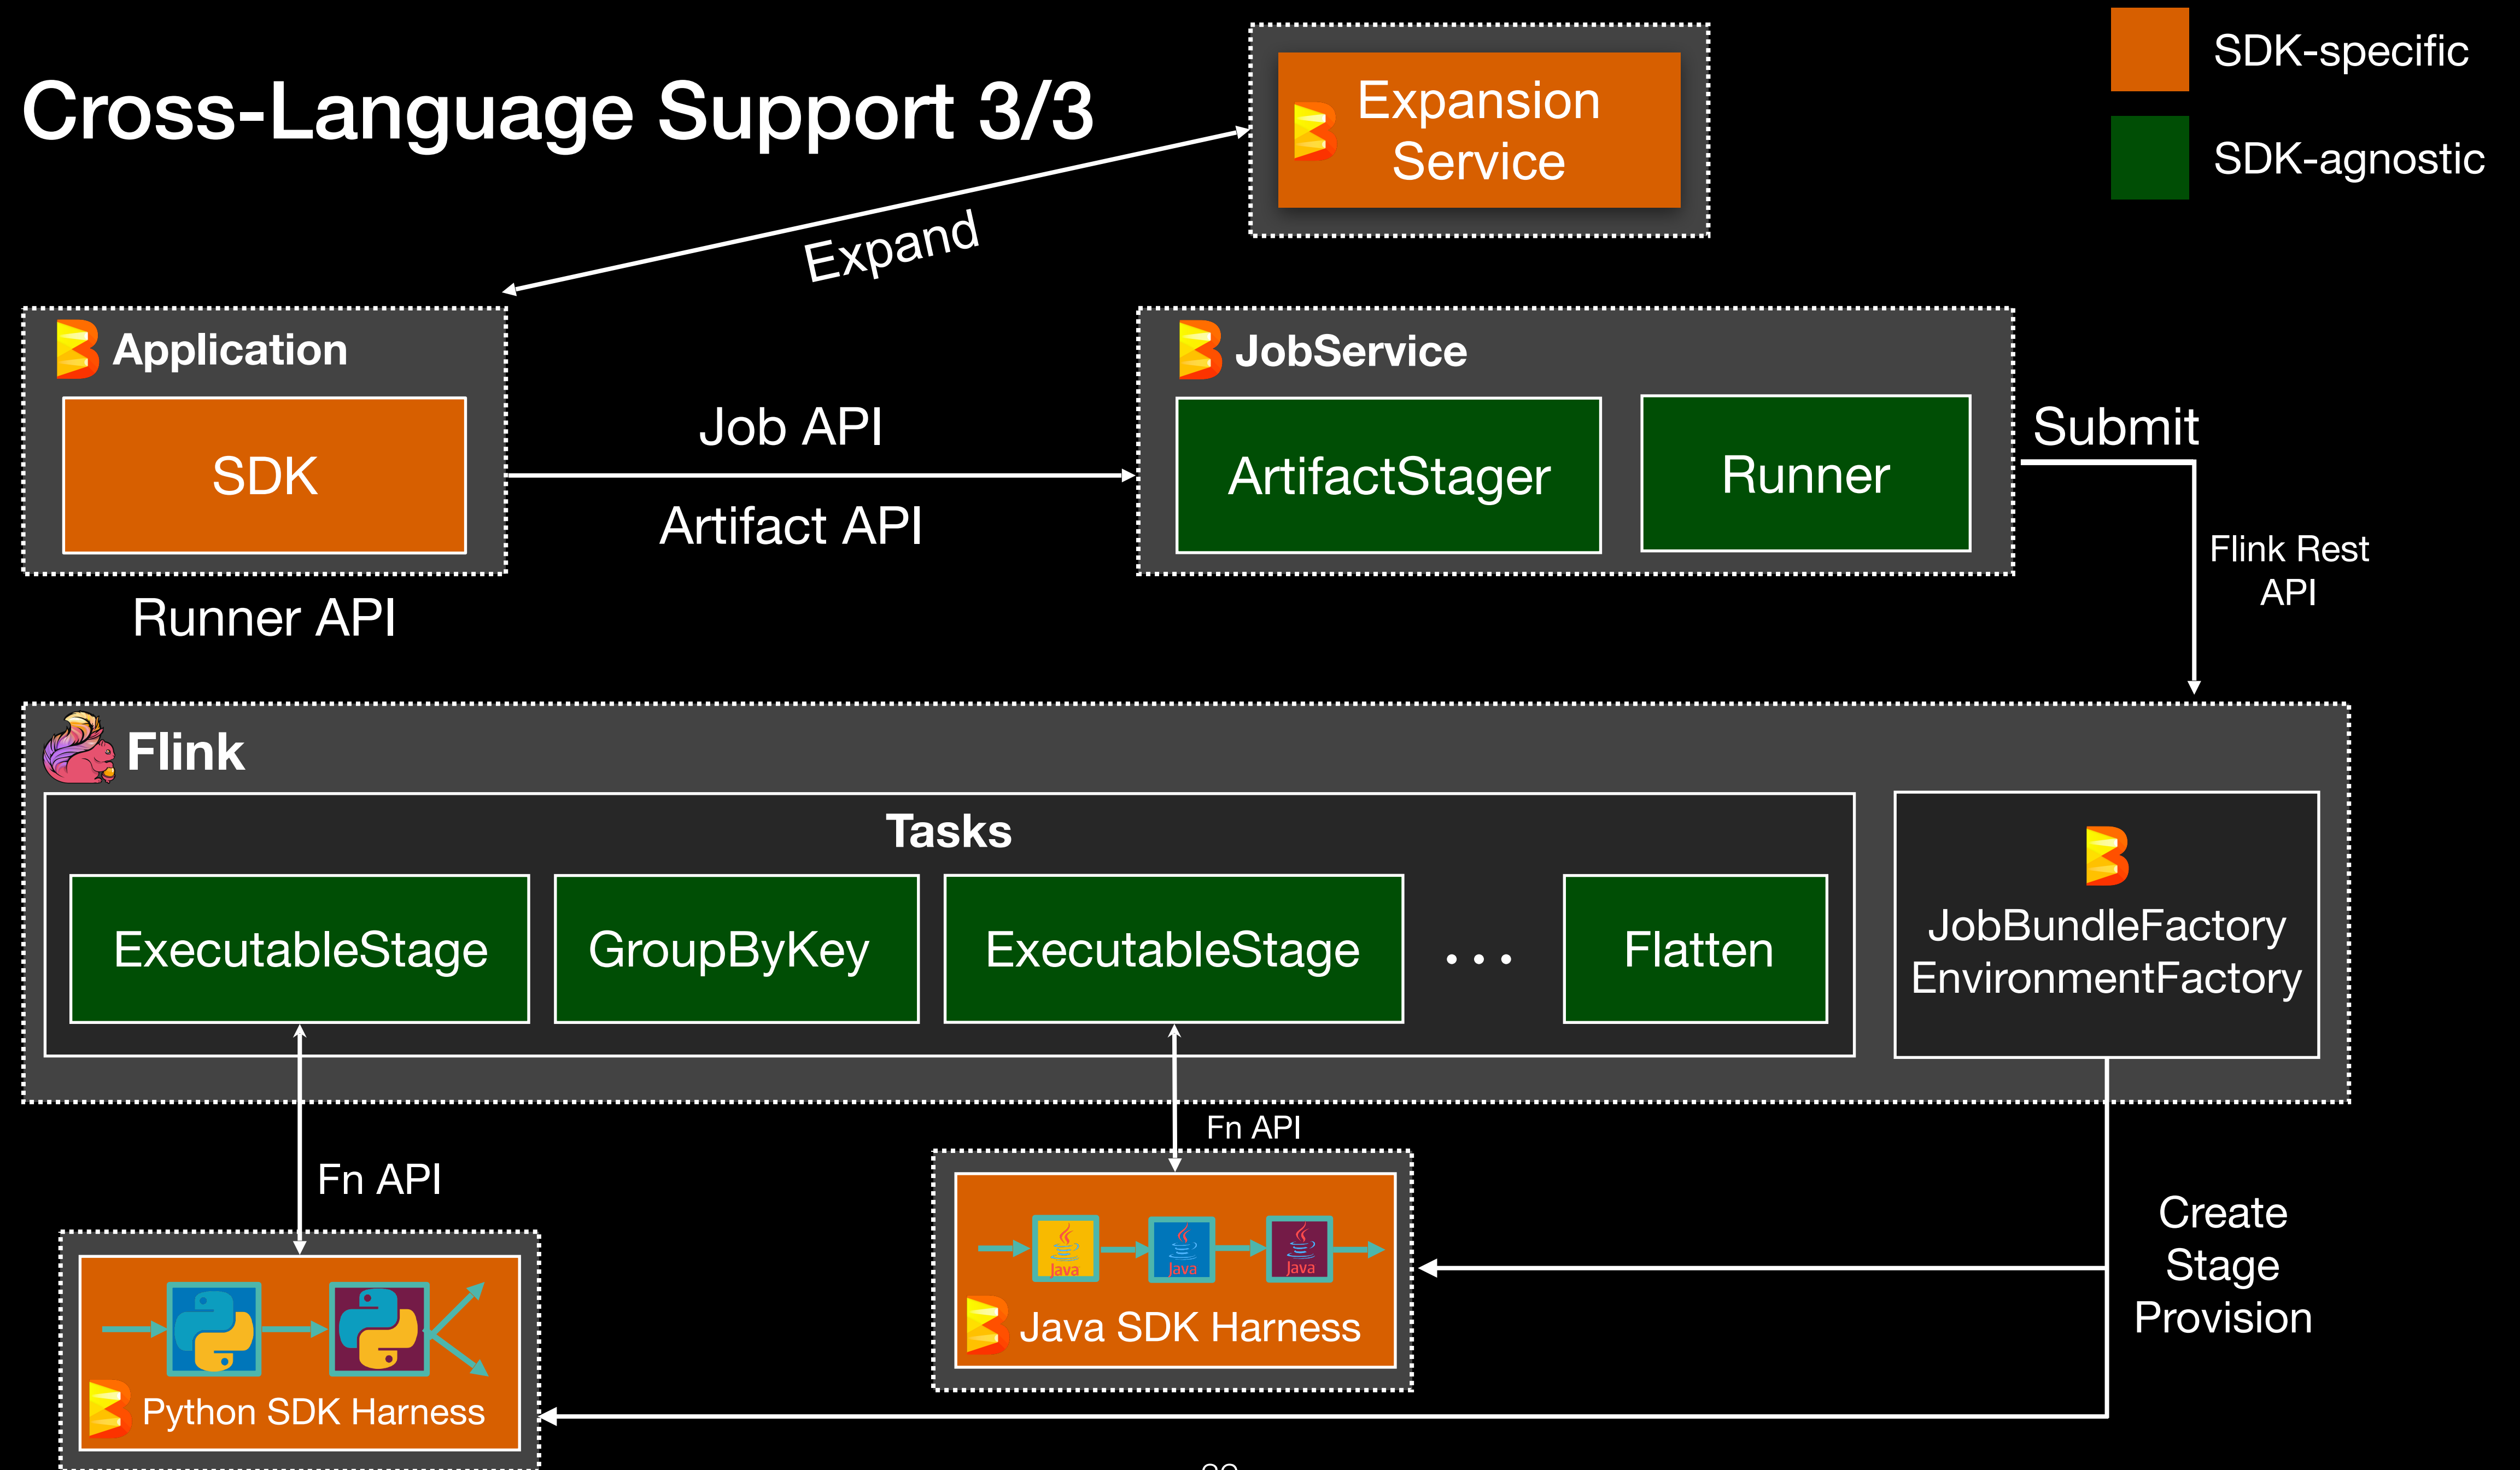 Cross-Language Support 3/3
Expansion
Service
SDK-specific
SDK-agnostic
Expand
Application
SDK
Runner API
Job API
Artifact API
JobService
ArtifactStager
Runner
Submit
Flink Rest
API
Flink
Tasks
ExecutableStage
GroupByKey
ExecutableStage
...
Flatten
JobBundleFactory
EnvironmentFactory
Fn API
Fn API
Java
Java
Java
Java SDK Harness
Python SDK Harness
Create
Stage
Provision